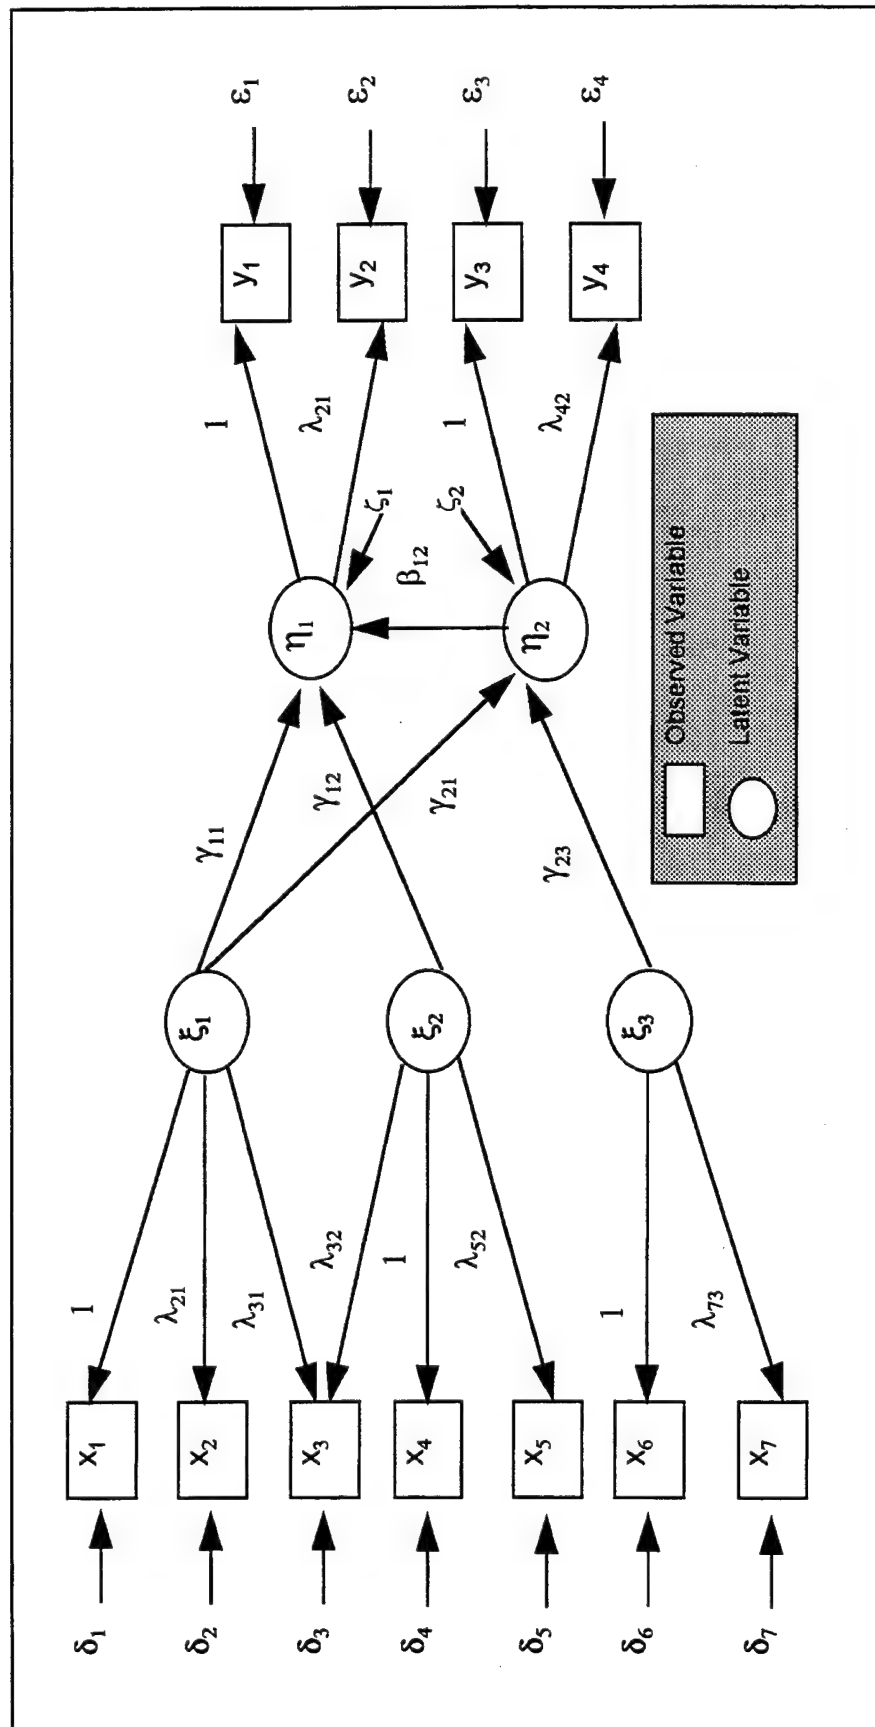 δ₁
δ₂
δ₃
δ₄
δ₅
δ₆
δ₇
x₁
x₂
x₃
x₄
x₅
x₆
x₇
1
λ₂₁
λ₃₁
λ₃₂
1
λ₅₂
1
λ₇₃
ξ₁
ξ₂
ξ₃
γ₁₁
γ₁₂
γ₂₁
γ₂₃
η₁
η₂
β₁₂
ζ₁
ζ₂
1
λ₂₁
1
λ₄₂
y₁
y₂
y₃
y₄
ε₁
ε₂
ε₃
ε₄
Observed Variable
Latent Variable